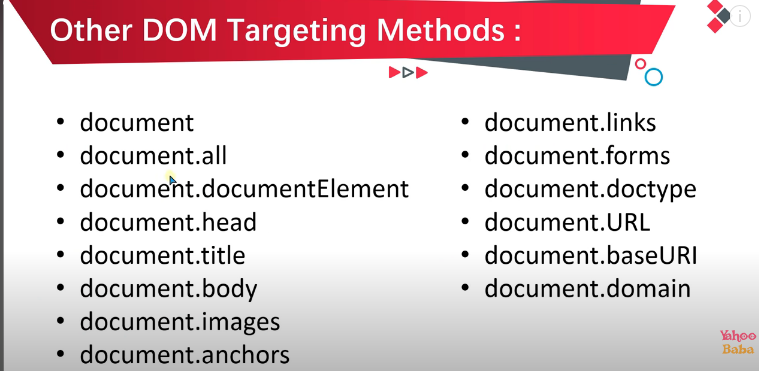 Other DOM Targeting Methods :
• document
• document.all
• document.documentElement
• document.head
• document.title
• document.body
• document.images
• document.anchors
• document.links
• document.forms
• document.doctype
• document.URL
• document.baseURI
• document.domain
Yahoo
Baba